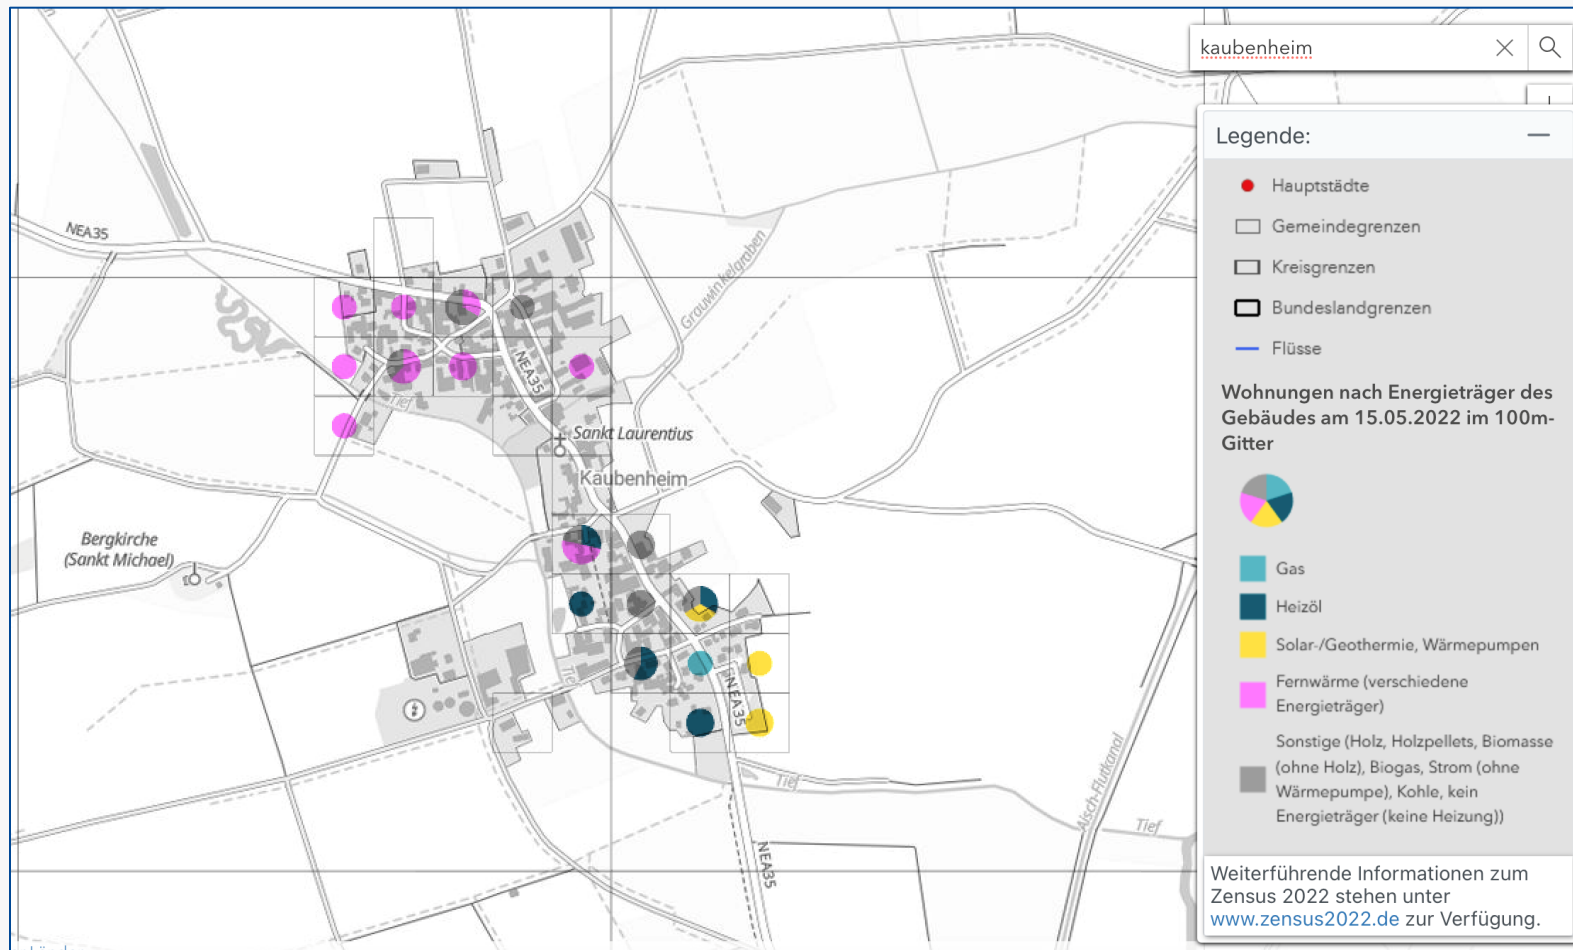 kaubenheim
Legende:
Hauptstädte
Gemeindegrenzen
Kreisgrenzen
Bundeslandgrenzen
Flüsse
Wohnungen nach Energieträger des
Gebäudes am 15.05.2022 im 100m-
Gitter
Gas
Heizöl
Solar-/Geothermie, Wärmepumpen
Fernwärme (verschiedene
Energieträger)
Sonstige (Holz, Holzpellets, Biomasse
(ohne Holz), Biogas, Strom (ohne
Wärmepumpe), Kohle, kein
Energieträger (keine Heizung))
Weiterführende Informationen zum
Zensus 2022 stehen unter
www.zensus2022.de zur Verfügung.
NEA35
Grauwinkelgraben
NEA35
Tief
Sankt Laurentius
Kaubenheim
Bergkirche
(Sankt Michael)
Tief
NEA35
Tief
Aisch-Flutkanal
Tief
NEA35